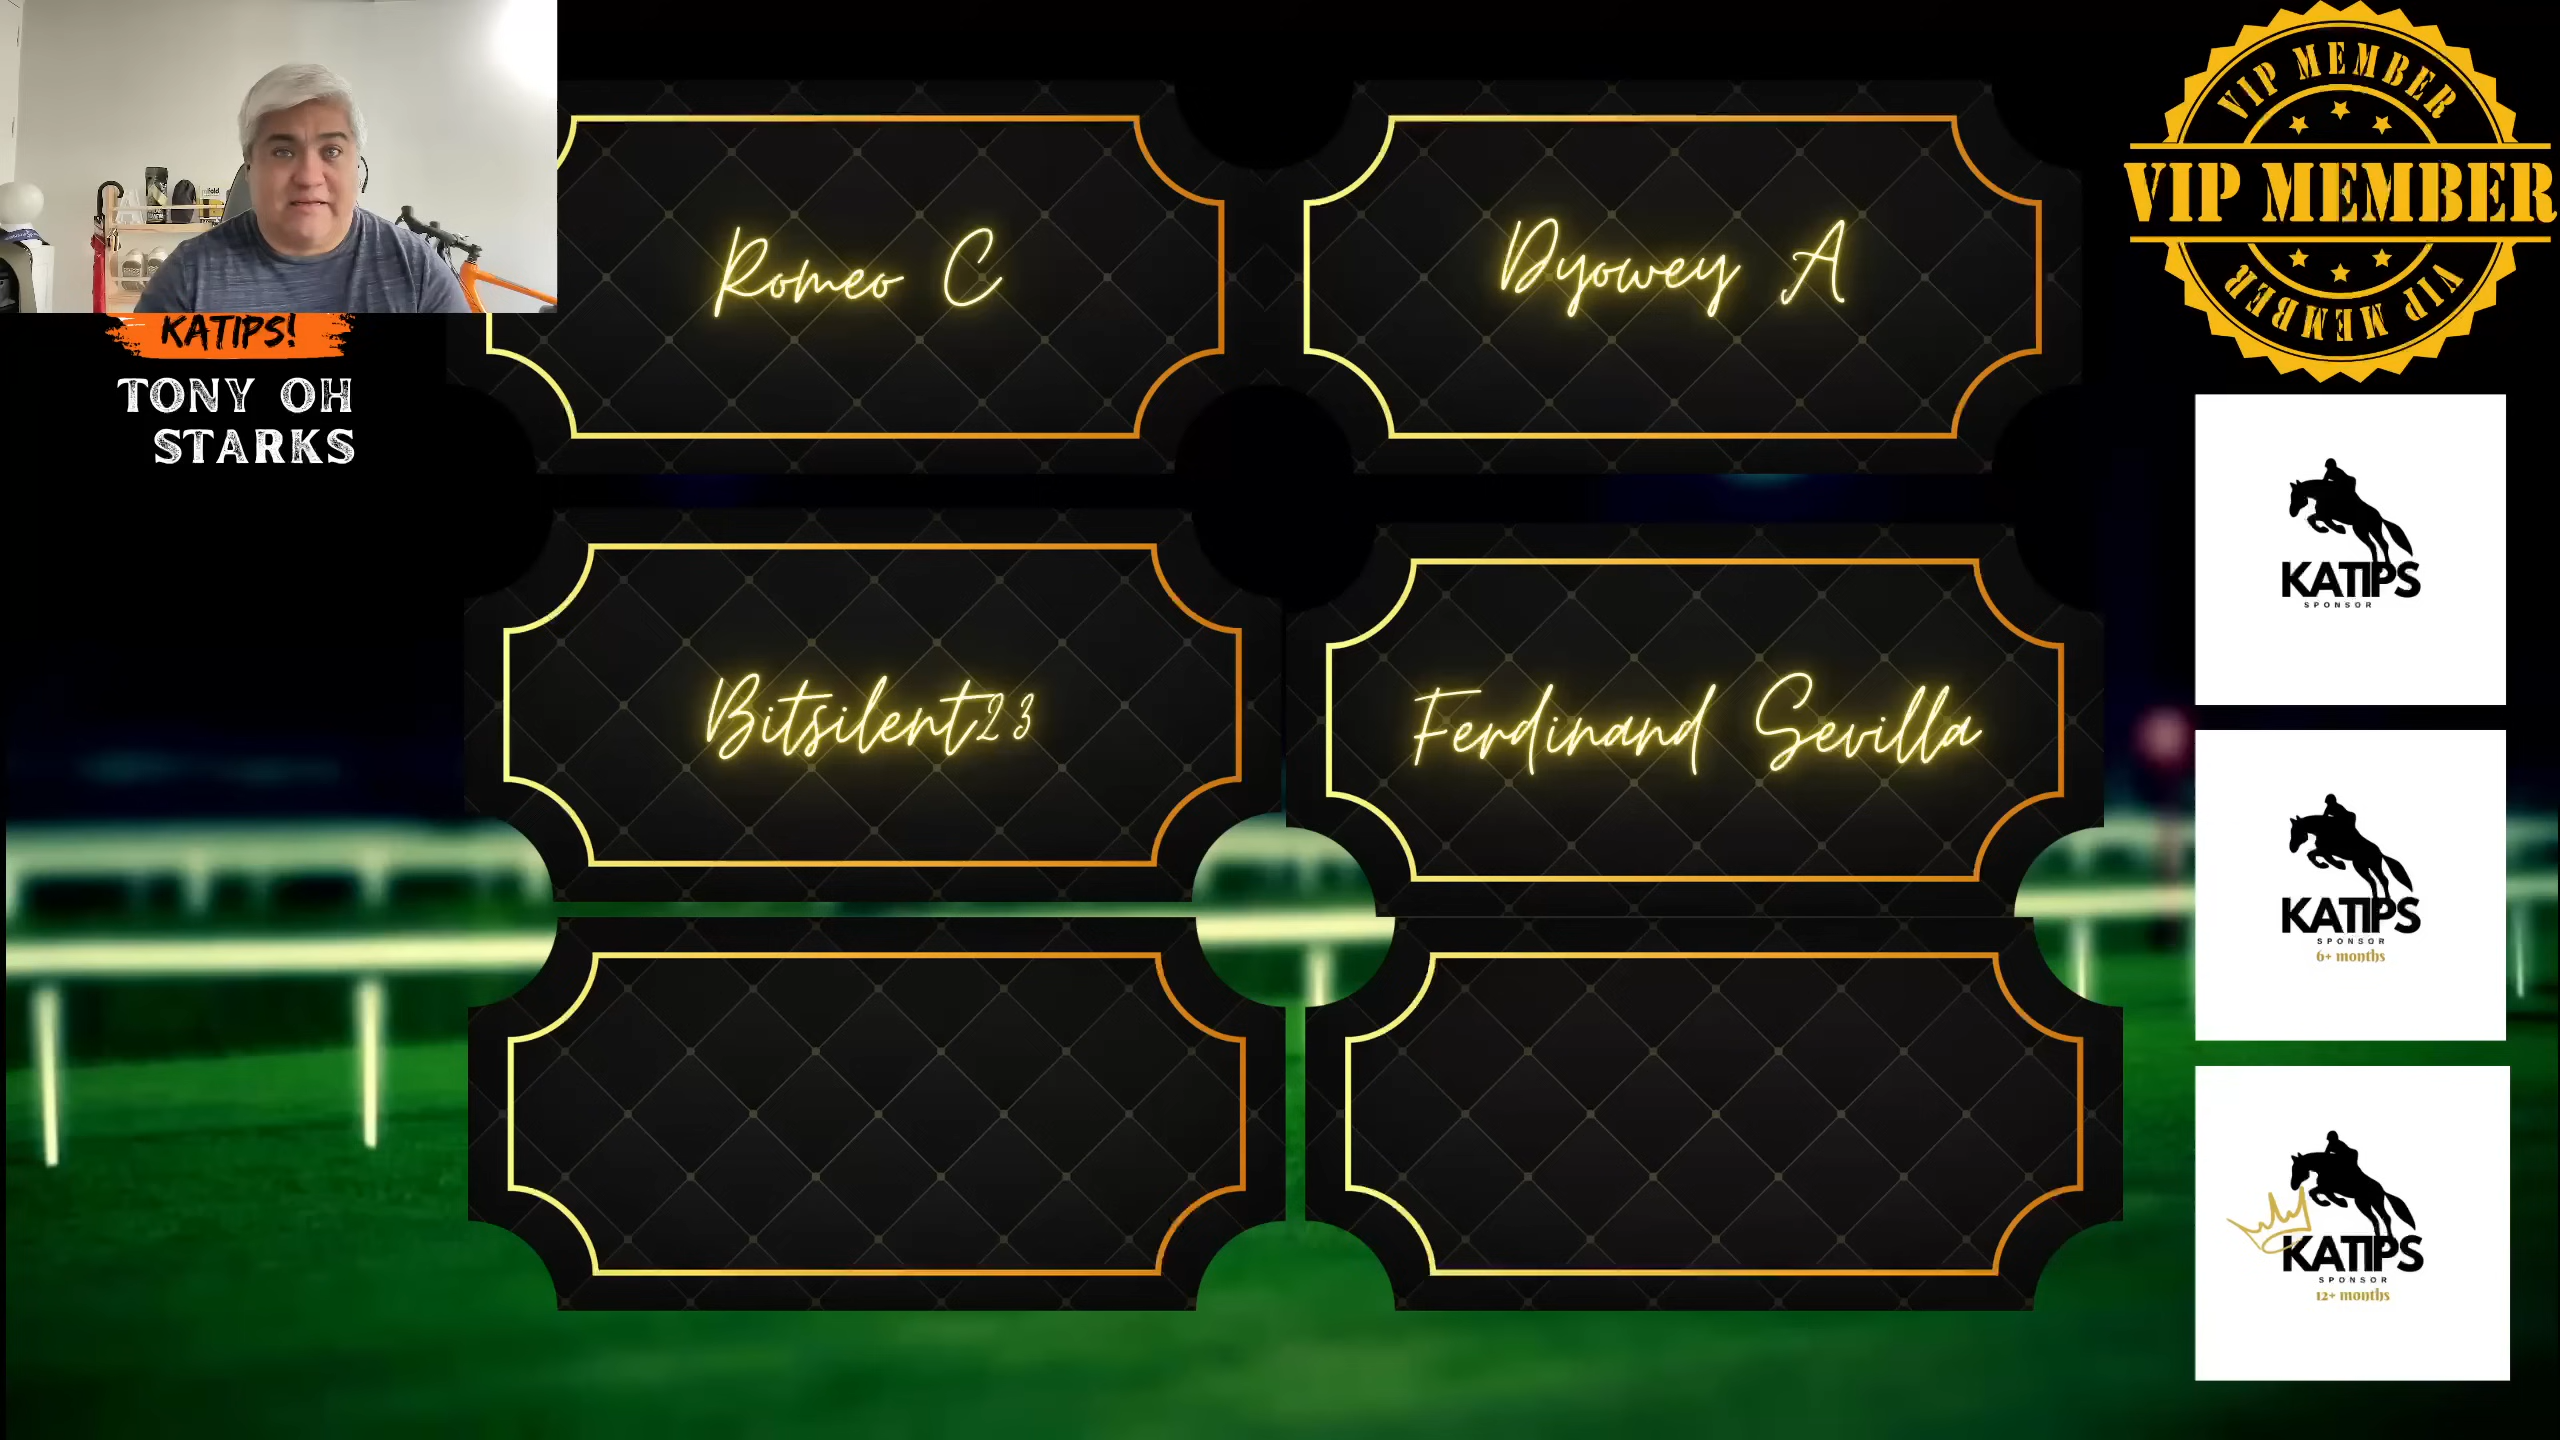 KATIPS!
TONY OH
STARKS
Romeo C
Dyowey A
Bitsilent23
Ferdinand Sevilla
VIP MEMBER
VIP MEMBER
VIP MEMBER
KATIPS
SPONSOR
KATIPS
SPONSOR
6+ months
KATIPS
SPONSOR
12+ months